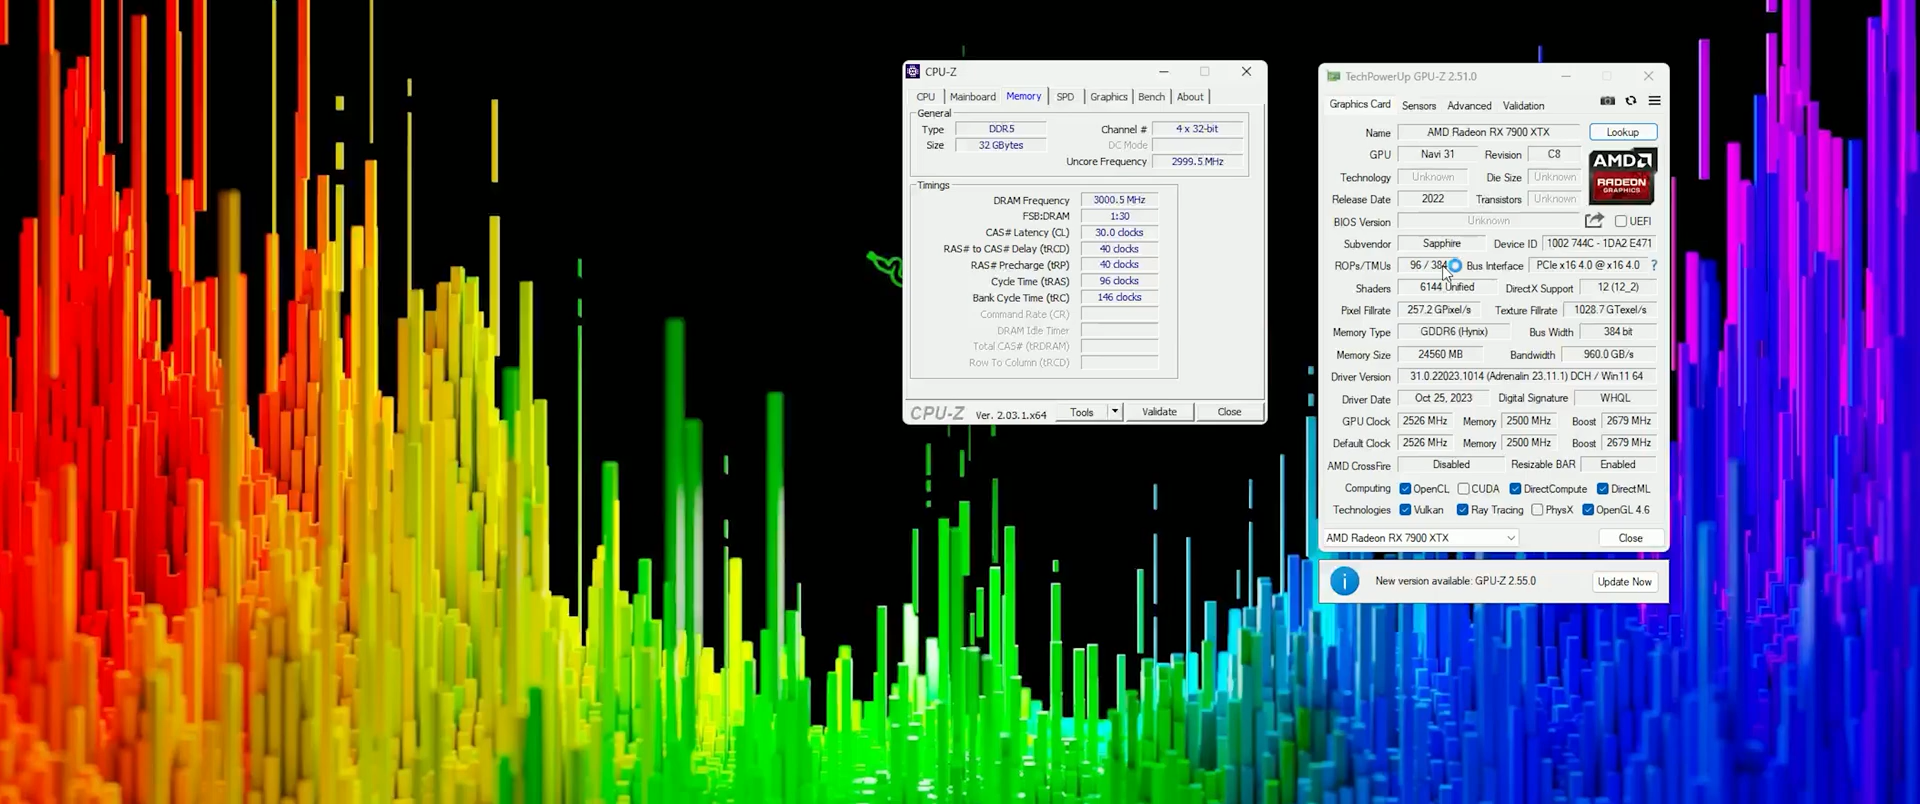 CPU-Z
CPU Mainboard Memory SPD Graphics Bench About
General
Type DDR5 Channel # 4 x 32-bit
Size 32 GBytes DC Mode
Uncore Frequency 2999.5 MHz
Timings
DRAM Frequency 3000.5 MHz
FSB:DRAM 1:30
CAS# Latency (CL) 30.0 clocks
RAS# to CAS# Delay (tRCD) 40 clocks
RAS# Precharge (tRP) 40 clocks
Cycle Time (tRAS) 96 clocks
Bank Cycle Time (tRC) 146 clocks
Command Rate (CR)
DRAM Idle Timer
Total CAS# (tRDRAM)
Row To Column (tRCD)
CPU-Z Ver. 2.03.1.x64 Tools Validate Close
TechPowerUp GPU-Z 2.51.0
Graphics Card Sensors Advanced Validation
Name AMD Radeon RX 7900 XTX Lookup
GPU Navi 31 Revision C8
AMD
RADEON
GRAPHICS
Technology Unknown Die Size Unknown
Release Date 2022 Transistors Unknown
BIOS Version Unknown UEFI
Subvendor Sapphire Device ID 1002 744C - 1DA2 E471
ROPs/TMUs 96 / 384 Bus Interface PCIe x16 4.0 @ x16 4.0 ?
Shaders 6144 Unified DirectX Support 12 (12_2)
Pixel Fillrate 257.2 GPixel/s Texture Fillrate 1028.7 GTexel/s
Memory Type GDDR6 (Hynix) Bus Width 384 bit
Memory Size 24560 MB Bandwidth 960.0 GB/s
Driver Version 31.0.22023.1014 (Adrenalin 23.11.1) DCH / Win11 64
Driver Date Oct 25, 2023 Digital Signature WHQL
GPU Clock 2526 MHz Memory 2500 MHz Boost 2679 MHz
Default Clock 2526 MHz Memory 2500 MHz Boost 2679 MHz
AMD CrossFire Disabled Resizable BAR Enabled
Computing OpenCL CUDA DirectCompute DirectML
Technologies Vulkan Ray Tracing PhysX OpenGL 4.6
AMD Radeon RX 7900 XTX Close
New version available: GPU-Z 2.55.0 Update Now